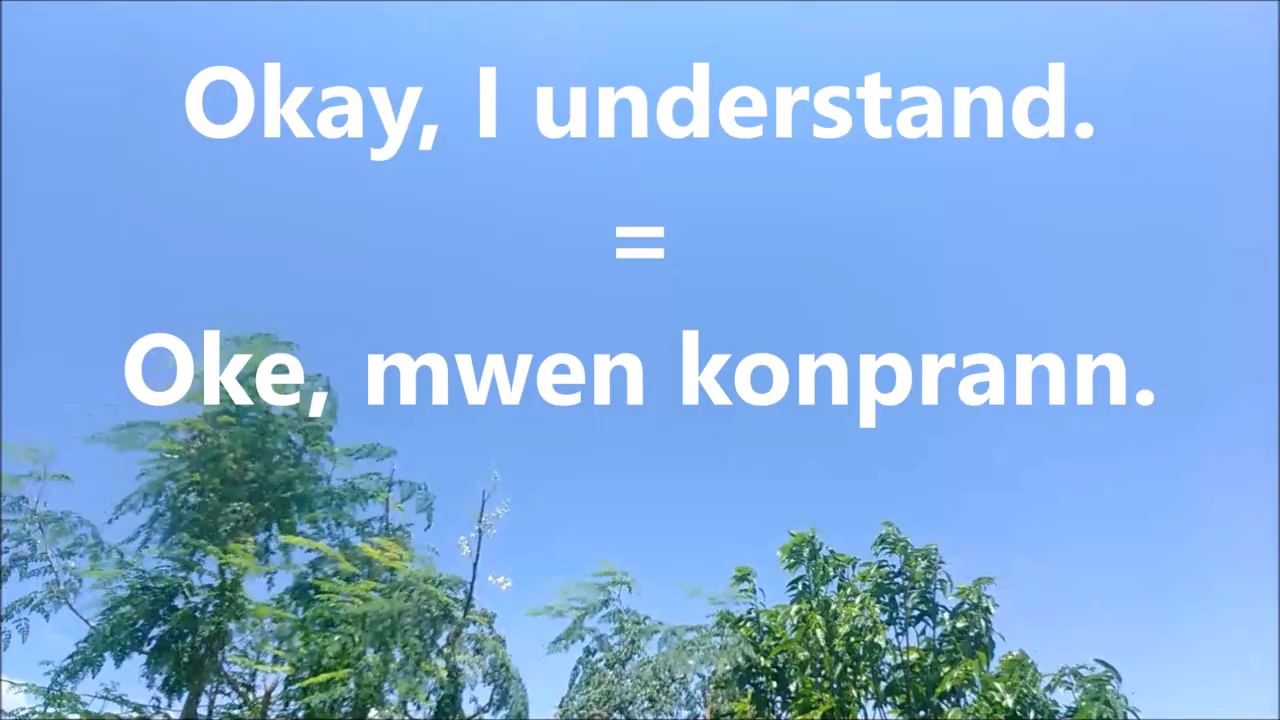 Okay, I understand.
=
Oke, mwen konprann.